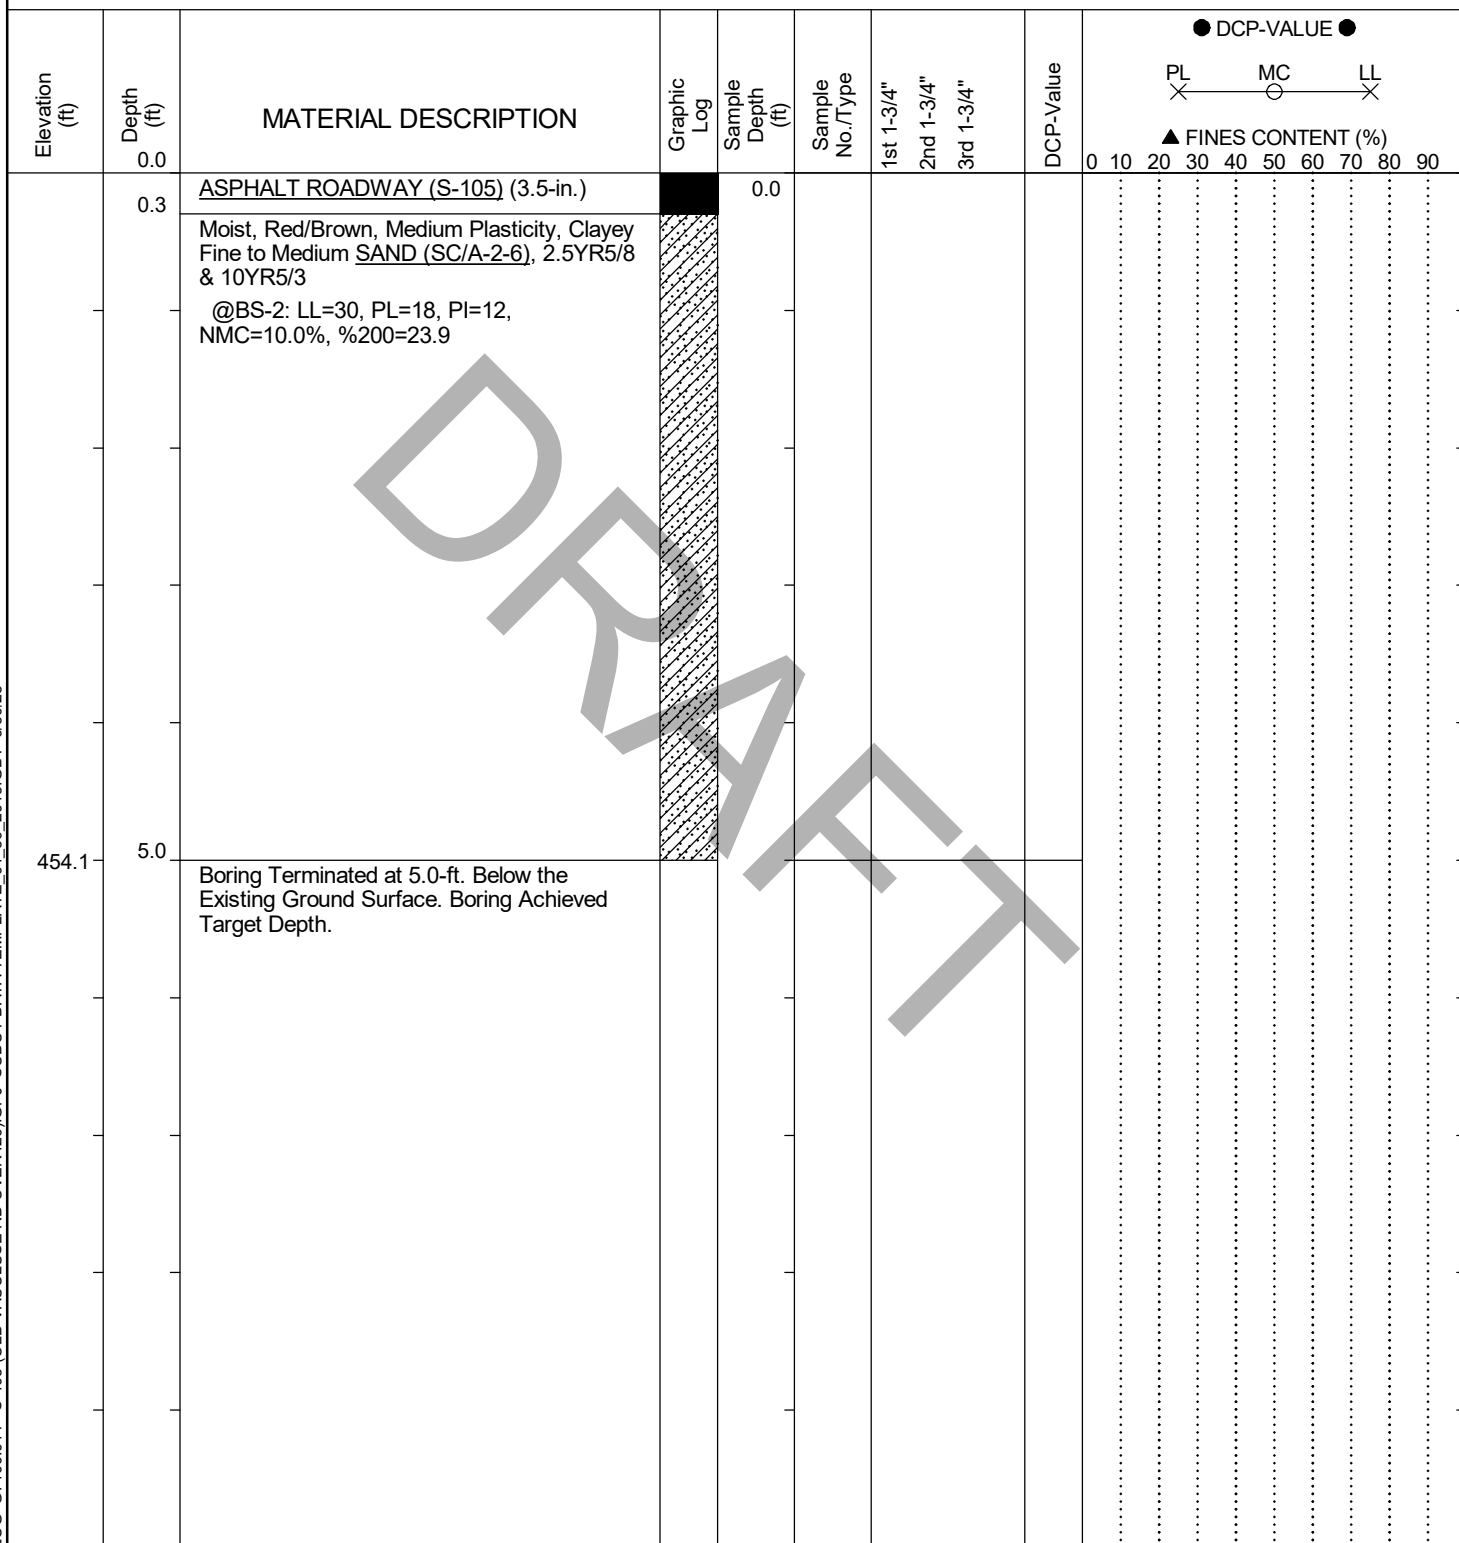 ● DCP-VALUE ●
PL MC LL
▲ FINES CONTENT (%)
0 10 20 30 40 50 60 70 80 90
Elevation
(ft)
Depth
(ft)
0.0
MATERIAL DESCRIPTION
Graphic
Log
Sample
Depth
(ft)
Sample
No./Type
1st 1-3/4"
2nd 1-3/4"
3rd 1-3/4"
DCP-Value
ASPHALT ROADWAY (S-105) (3.5-in.)
0.0
0.3
Moist, Red/Brown, Medium Plasticity, Clayey
Fine to Medium SAND (SC/A-2-6), 2.5YR5/8
& 10YR5/3
@BS-2: LL=30, PL=18, PI=12,
NMC=10.0%, %200=23.9
DRAFT
454.1
5.0
Boring Terminated at 5.0-ft. Below the
Existing Ground Surface. Boring Achieved
Target Depth.